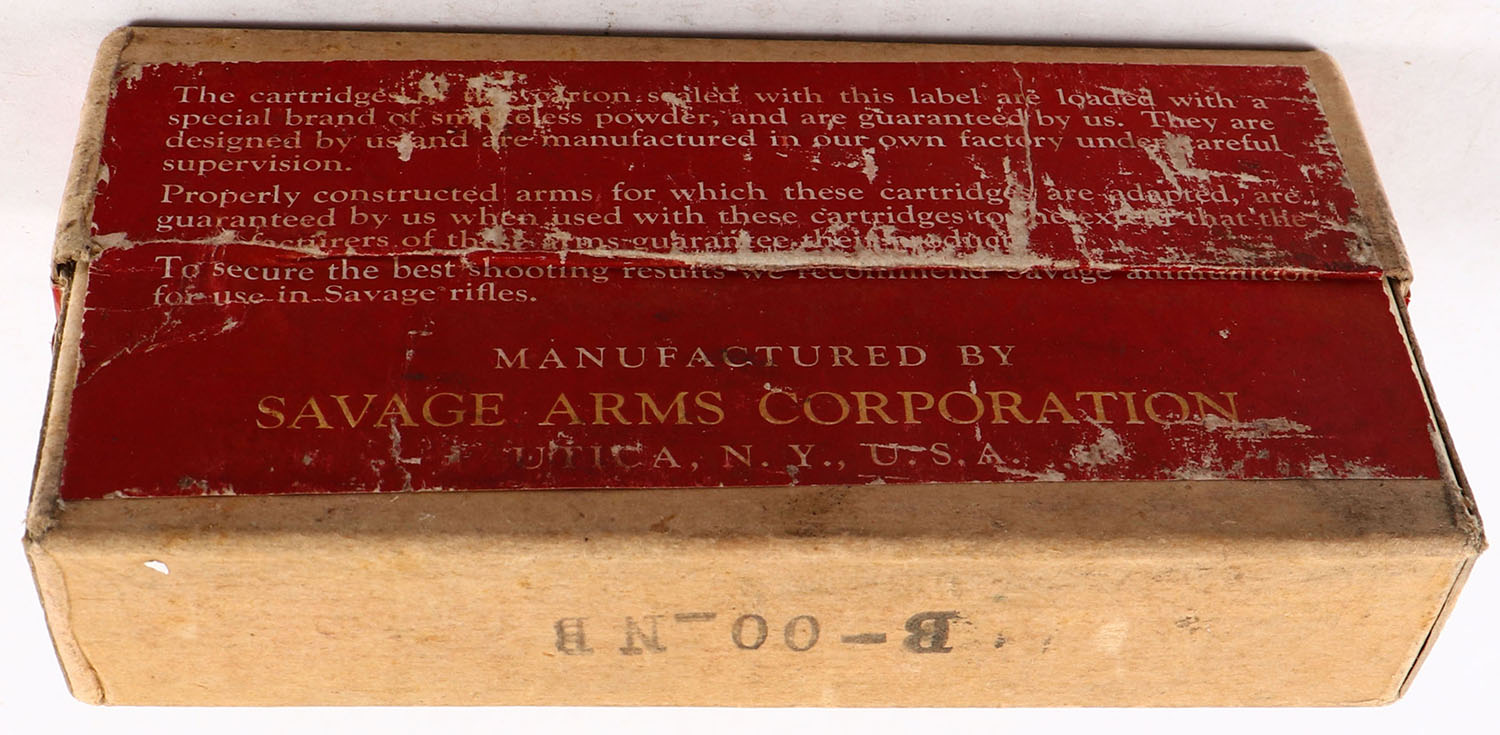 The cartridges in this carton sealed with this label are loaded with a
special brand of smokeless powder, and are guaranteed by us. They are
designed by us and are manufactured in our own factory under careful
supervision.
Properly constructed arms for which these cartridges are adapted, are
guaranteed by us when used with these cartridges to the extent that the
manufacturers of these arms guarantee their product.
To secure the best shooting results we recommend Savage ammunition
for use in Savage rifles.
MANUFACTURED BY
SAVAGE ARMS CORPORATION
UTICA, N. Y., U. S. A.
B-00-NB